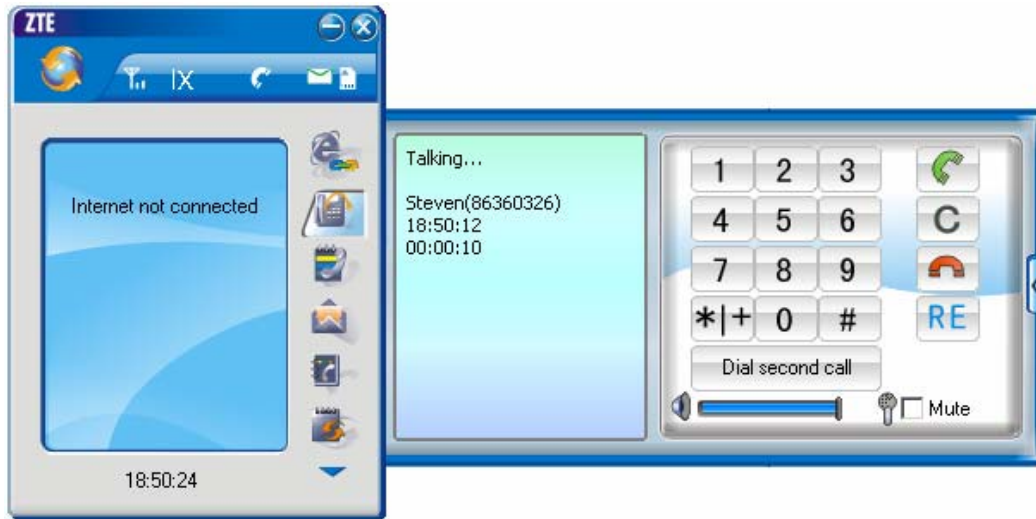 ZTE
IX
Internet not connected
18:50:24
Talking...
Steven(86360326)
18:50:12
00:00:10
1 2 3
4 5 6 C
7 8 9
*|+ 0 # RE
Dial second call
Mute